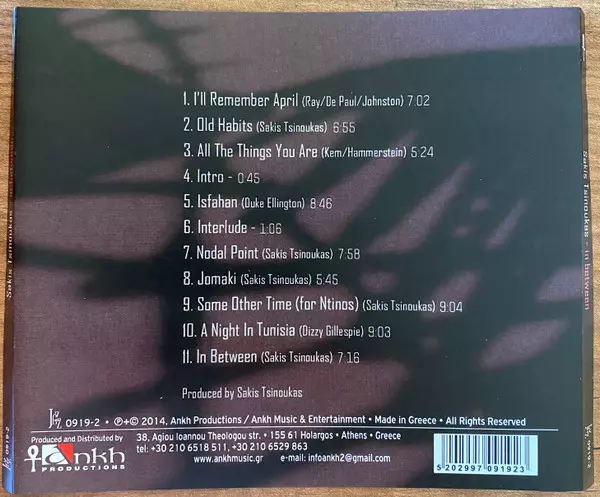 1. I'll Remember April (Ray/De Paul/Johnston) 7:02
2. Old Habits (Sakis Tsinoukas) 6:55
3. All The Things You Are (Kem/Hammerstein) 5:24
4. Intro - 0:45
5. Isfahan (Duke Ellington) 8:46
6. Interlude - 1:06
7. Nodal Point (Sakis Tsinoukas) 7:58
8. Jomaki (Sakis Tsinoukas) 5:45
9. Some Other Time (for Ntinos) (Sakis Tsinoukas) 9:04
10. A Night In Tunisia (Dizzy Gillespie) 9:03
11. In Between (Sakis Tsinoukas) 7:16
Produced by Sakis Tsinoukas
0919-2 • ℗+© 2014, Ankh Productions / Ankh Music & Entertainment • Made in Greece • All Rights Reserved
Produced and Distributed by
ankh
PRODUCTIONS
38, Agiou Ioannou Theologou str. • 155 61 Holargos • Athens • Greece
tel: +30 210 6518 511, +30 210 6529 863
www.ankhmusic.gr e-mail: infoankh2@gmail.com
5 202997 091923
Sakis Tsinoukas
0919-2
Sakis Tsinoukas - in between
0919-2